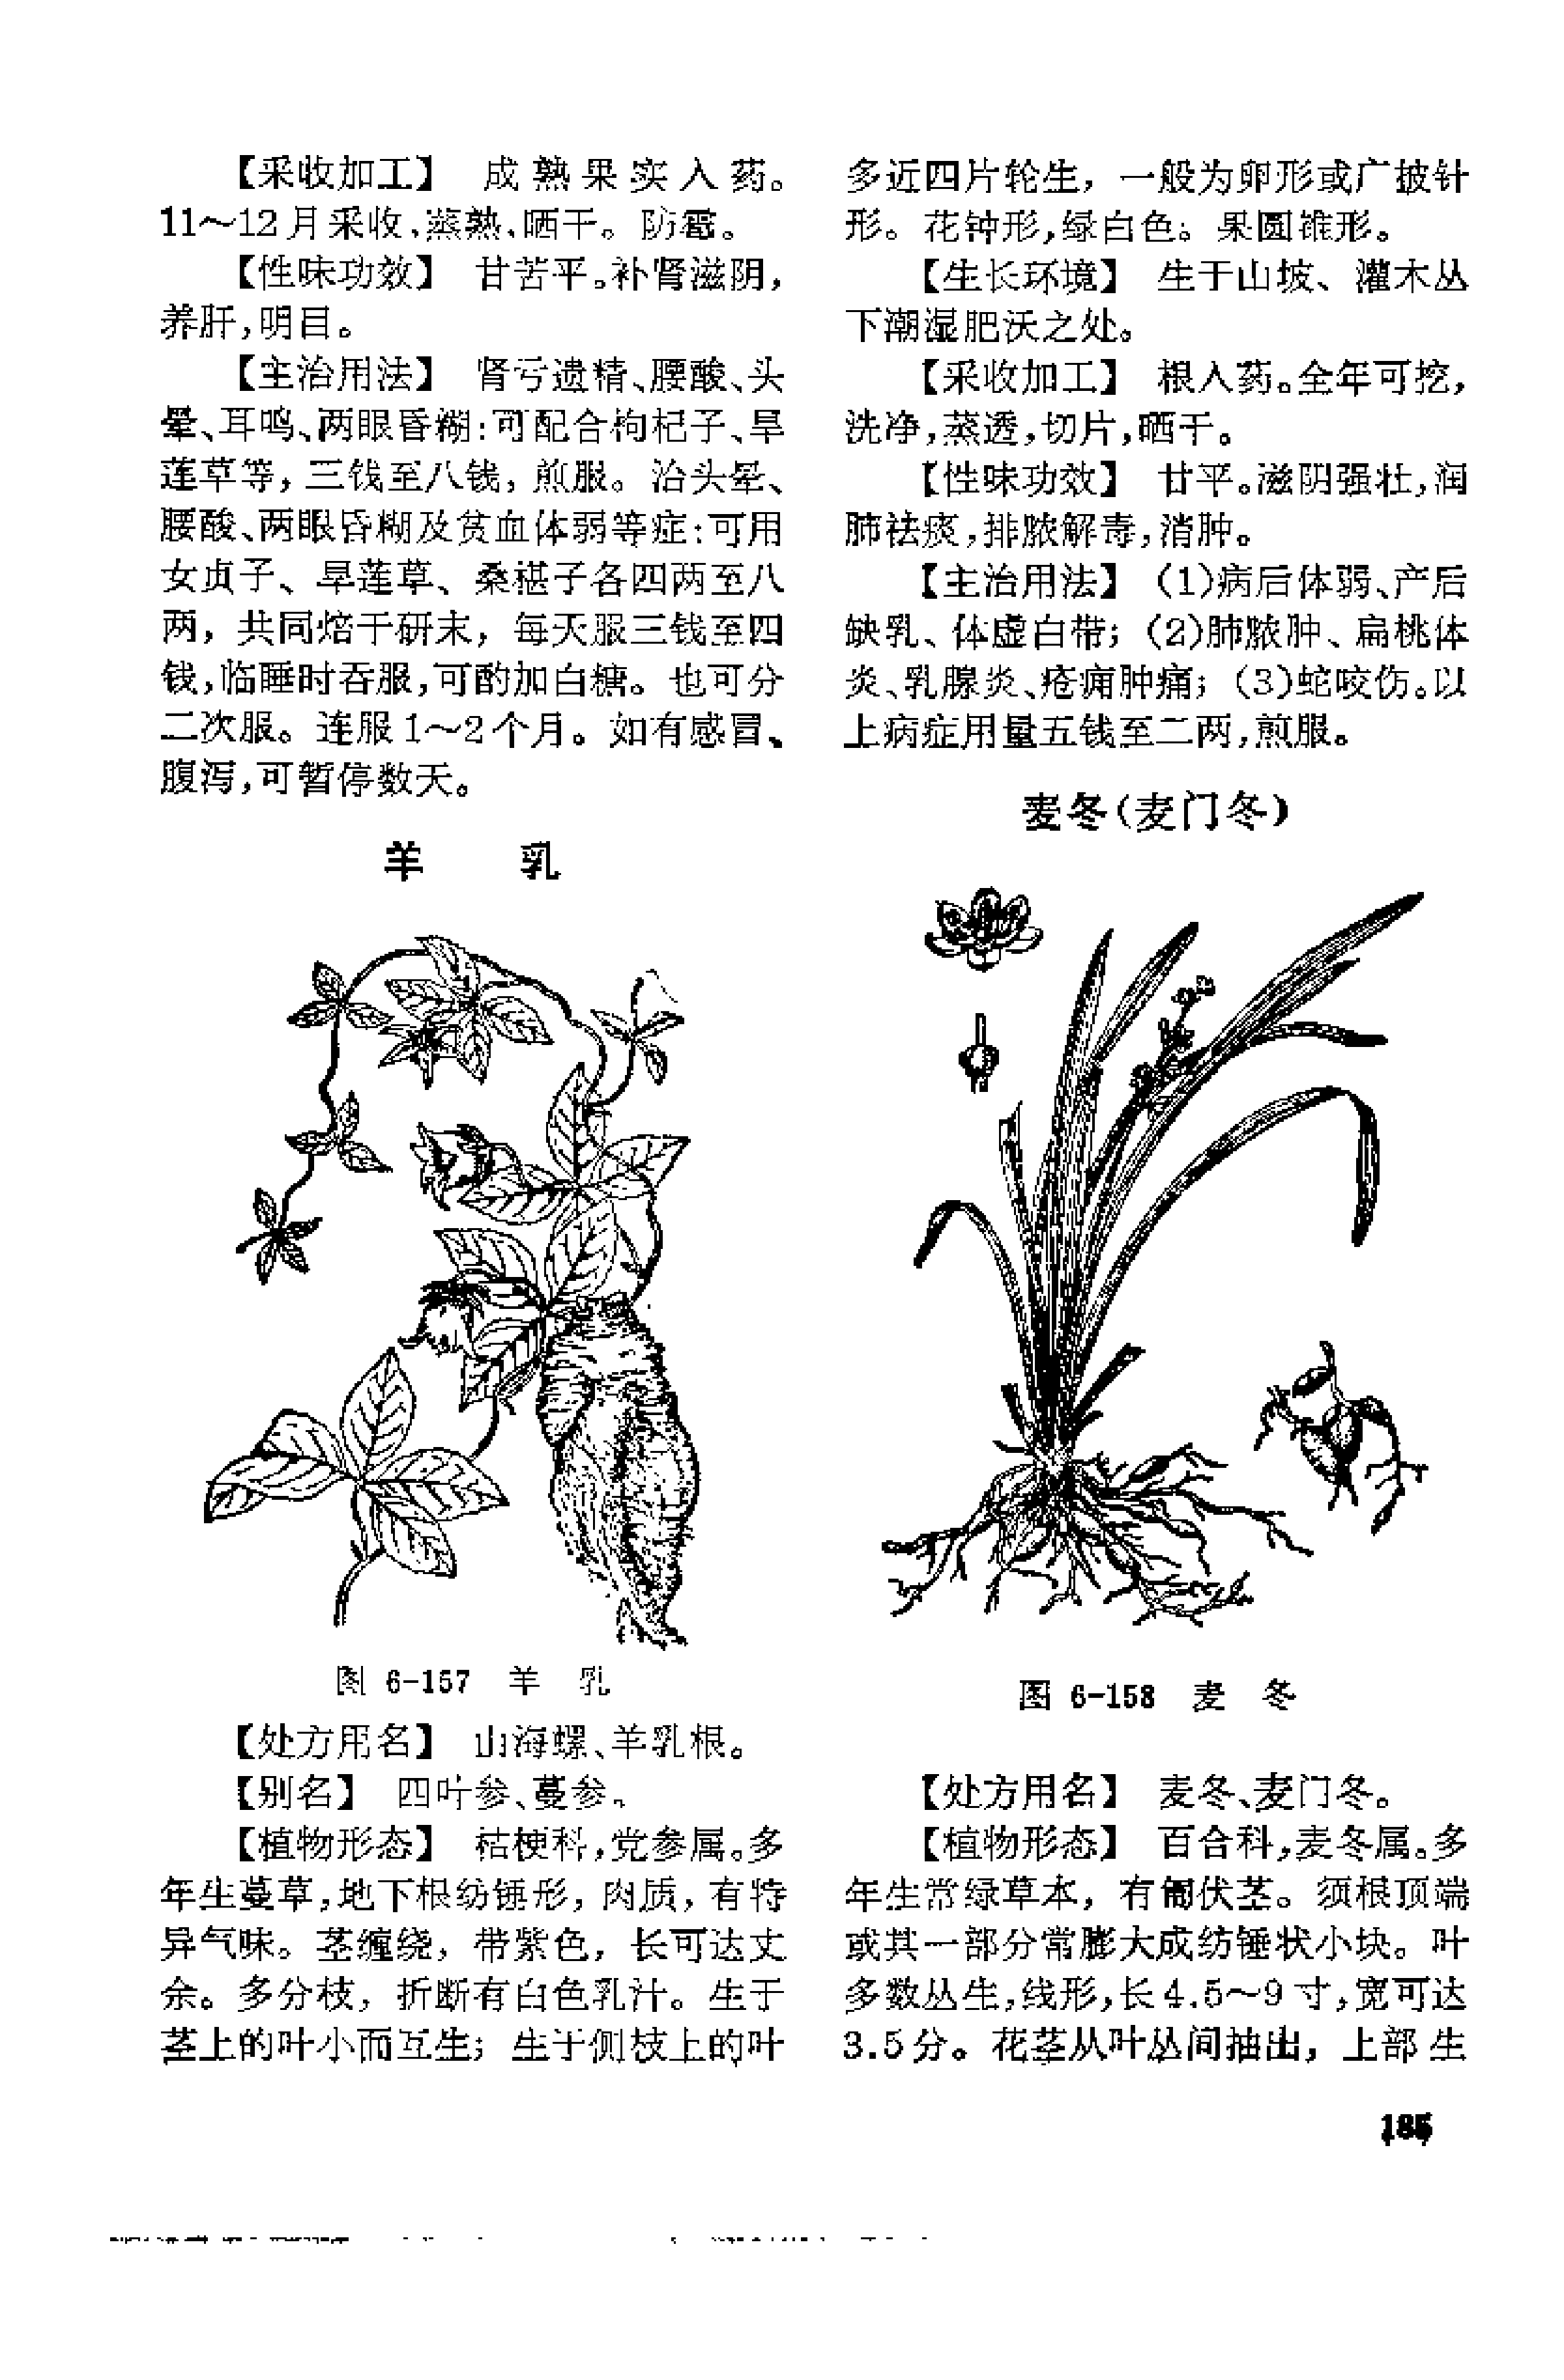 【采收加工】 成熟果实入药。
11～12月采收、蒸熟、晒干。防霉。
【性味功效】 甘苦平。补肾滋阴，
养肝，明目。
【主治用法】 肾亏遗精、腰酸、头
晕、耳鸣、两眼昏糊：可配合枸杞子、旱
莲草等，三钱至八钱，煎服。治头晕、
腰酸、两眼昏糊及贫血体弱等症：可用
女贞子、旱莲草、桑椹子各四两至八
两，共同焙干研末，每天服三钱至四
钱，临睡时吞服，可酌加白糖。也可分
二次服。连服1～2个月。如有感冒、
腹泻，可暂停数天。
羊 乳
图 6-157 羊 乳
【处方用名】 山海螺、羊乳根。
【别名】 四叶参、蔓参。
【植物形态】 桔梗科，党参属。多
年生蔓草，地下根纺锤形，肉质，有特
异气味。茎缠绕，带紫色，长可达丈
余。多分枝，折断有白色乳汁。生于
茎上的叶小而互生；生于侧枝上的叶
多近四片轮生，一般为卵形或广披针
形。花钟形，绿白色。果圆锥形。
【生长环境】 生于山坡、灌木丛
下潮湿肥沃之处。
【采收加工】 根入药。全年可挖，
洗净，蒸透，切片，晒干。
【性味功效】 甘平。滋阴强壮，润
肺祛痰，排脓解毒，消肿。
【主治用法】 (1)病后体弱、产后
缺乳、体虚白带；(2)肺脓肿、扁桃体
炎、乳腺炎、疮痈肿痛；(3)蛇咬伤。以
上病症用量五钱至二两，煎服。
麦冬(麦门冬)
图 6-158 麦 冬
【处方用名】 麦冬、麦门冬。
【植物形态】 百合科，麦冬属。多
年生常绿草本，有匍伏茎。须根顶端
或其一部分常膨大成纺锤状小块。叶
多数丛生，线形，长4.5～9寸，宽可达
3.5分。花茎从叶丛间抽出，上部生
185